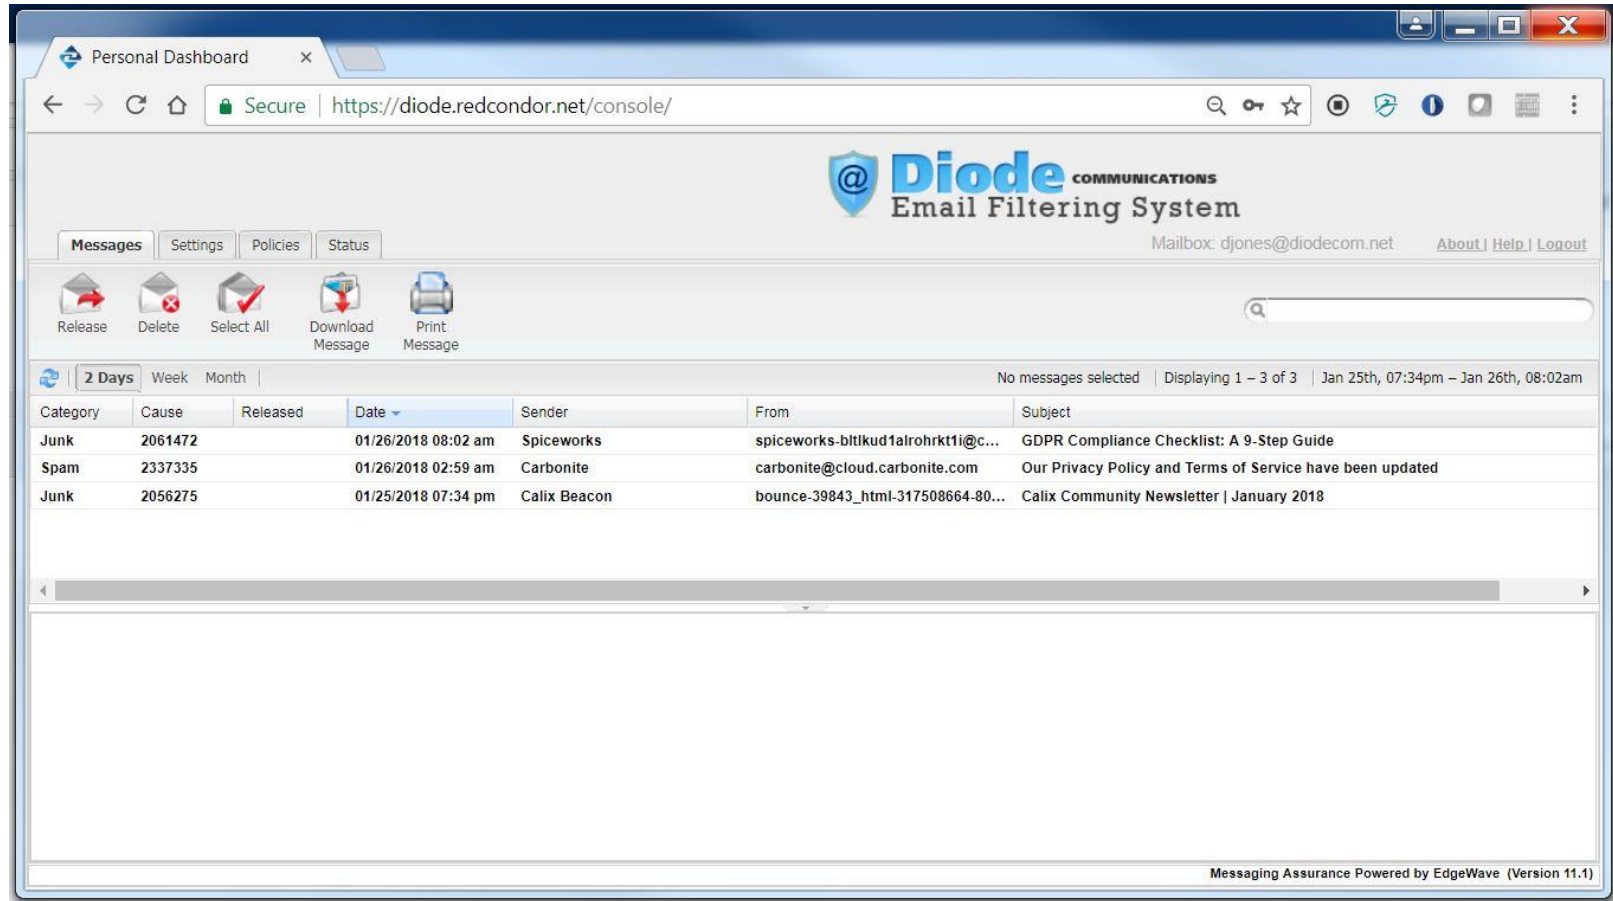 Personal Dashboard
Secure | https://diode.redcondor.net/console/
@ Diode COMMUNICATIONS
Email Filtering System
Messages Settings Policies Status Mailbox: djones@diodecom.net About | Help | Logout
Release Delete Select All Download Message Print Message
2 Days Week Month No messages selected Displaying 1 – 3 of 3 Jan 25th, 07:34pm – Jan 26th, 08:02am
Category Cause Released Date Sender From Subject
Junk 2061472 01/26/2018 08:02 am Spiceworks spiceworks-bltlkud1alrohrkt1i@c... GDPR Compliance Checklist: A 9-Step Guide
Spam 2337335 01/26/2018 02:59 am Carbonite carbonite@cloud.carbonite.com Our Privacy Policy and Terms of Service have been updated
Junk 2056275 01/25/2018 07:34 pm Calix Beacon bounce-39843_html-317508664-80... Calix Community Newsletter | January 2018
Messaging Assurance Powered by EdgeWave (Version 11.1)